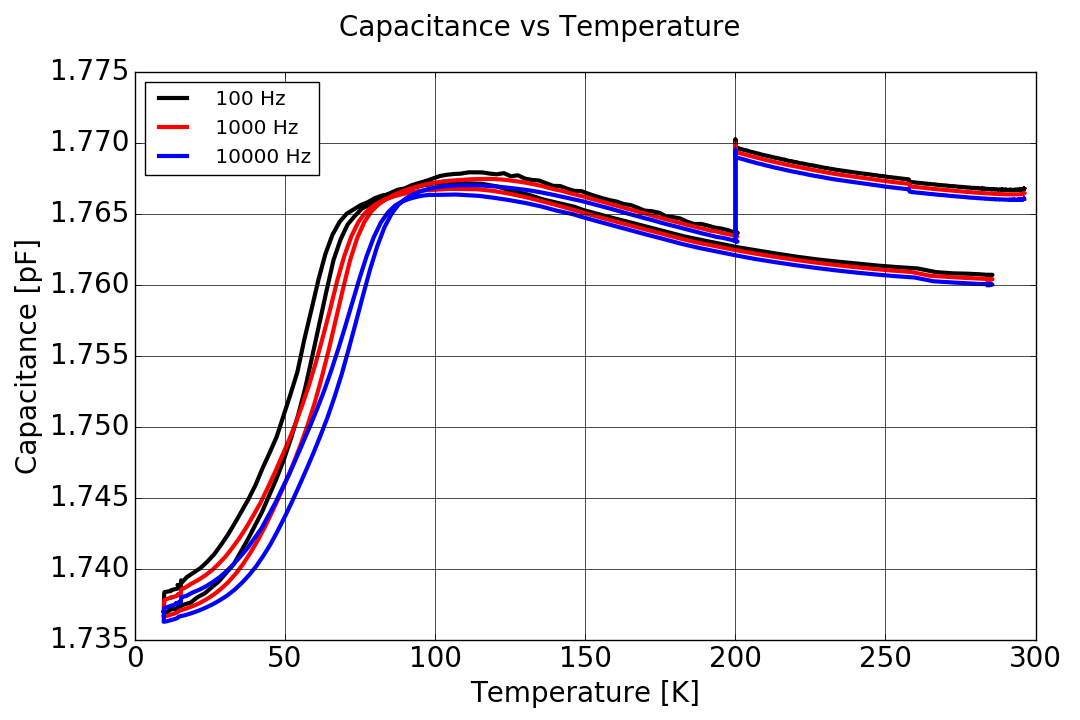 Capacitance vs Temperature
1.775
1.770
1.765
1.760
1.755
1.750
1.745
1.740
1.735
Capacitance [pF]
100 Hz
1000 Hz
10000 Hz
0 50 100 150 200 250 300
Temperature [K]